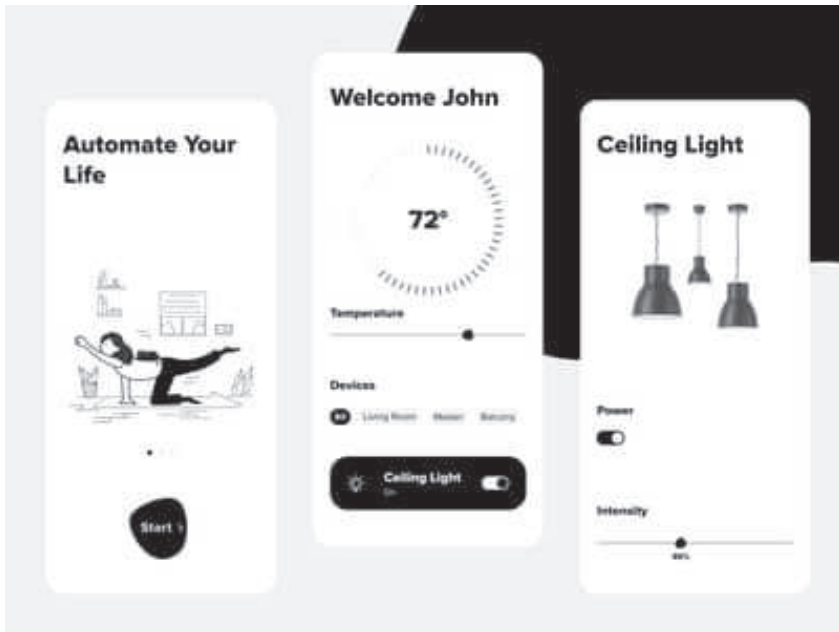 Automate Your
Life
Start ›
Welcome John
72°
Temperature
Devices
All Living Room Master Balcony
Ceiling Light
On
Ceiling Light
Power
Intensity